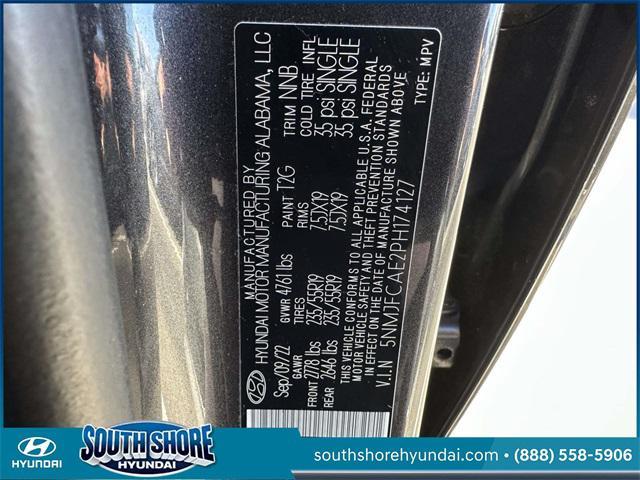 MANUFACTURED BY
HYUNDAI MOTOR MANUFACTURING ALABAMA, LLC
Sep/09/22 GVWR 4761lbs PAINT T2G TRIM NNB
GAWR TIRES RIMS COLD TIRE INFL
FRONT 2778 lbs 235/55R19 7.5JX19 35 psi SINGLE
REAR 2646 lbs 235/55R19 7.5JX19 35 psi SINGLE
THIS VEHICLE CONFORMS TO ALL APPLICABLE U.S.A. FEDERAL
MOTOR VEHICLE SAFETY AND THEFT PREVENTION STANDARDS
IN EFFECT ON THE DATE OF MANUFACTURE SHOWN ABOVE
V.I.N 5NMJFCAE2PH174127 TYPE: MPV
HYUNDAI
SOUTH SHORE
HYUNDAI
southshorehyundai.com • (888) 558-5906